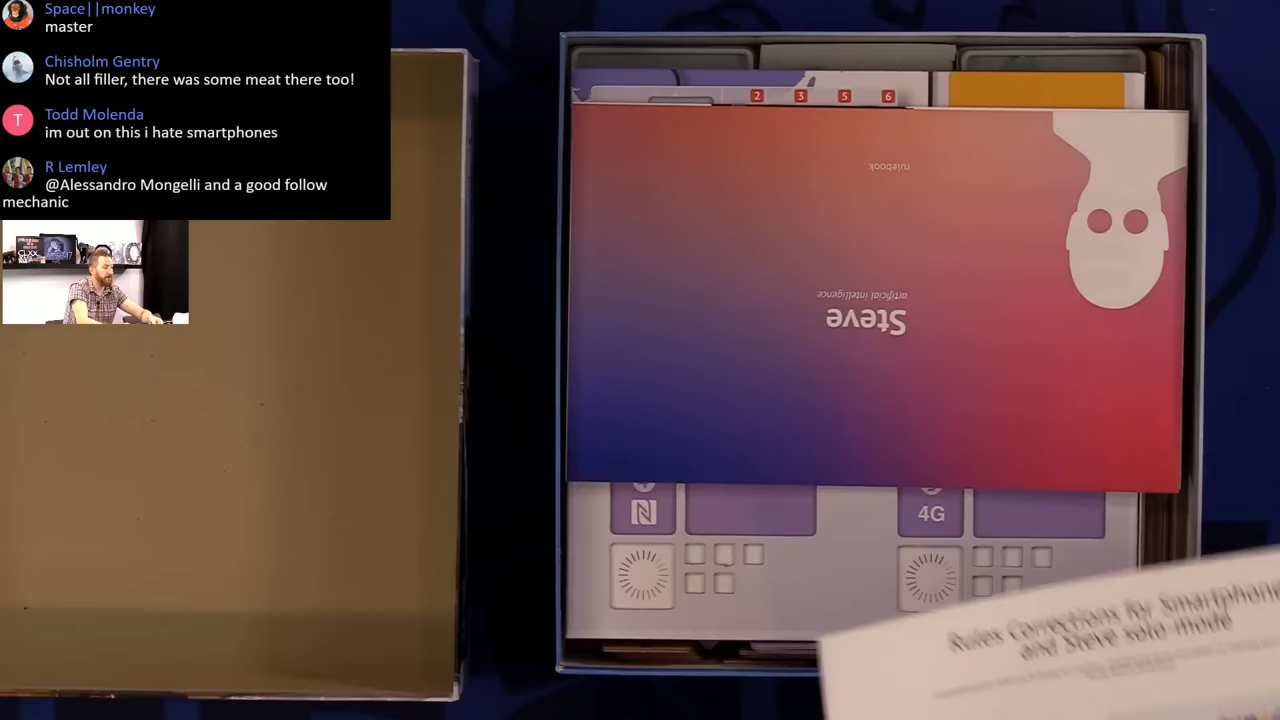 Space||monkey
master
Chisholm Gentry
Not all filler, there was some meat there too!
Todd Molenda
T
im out on this i hate smartphones
R Lemley
@Alessandro Mongelli and a good follow
mechanic
2 3 5 6
rulebook
artificial intelligence
Steve
4G
Rules Corrections for Smartphone
and Steve solo mode